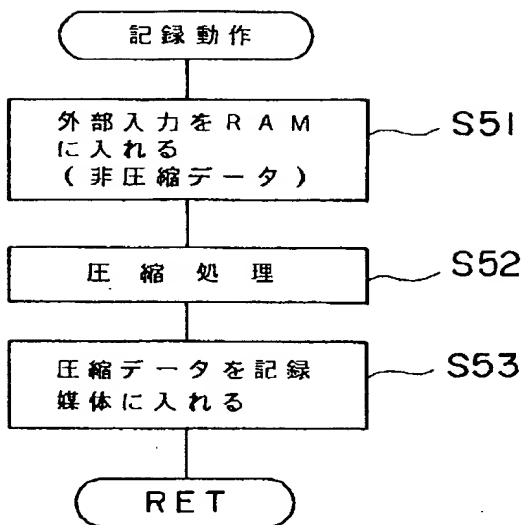 記録動作
外部入力をRAM
に入れる
(非圧縮データ)
S51
圧縮処理
S52
圧縮データを記録
媒体に入れる
S53
RET